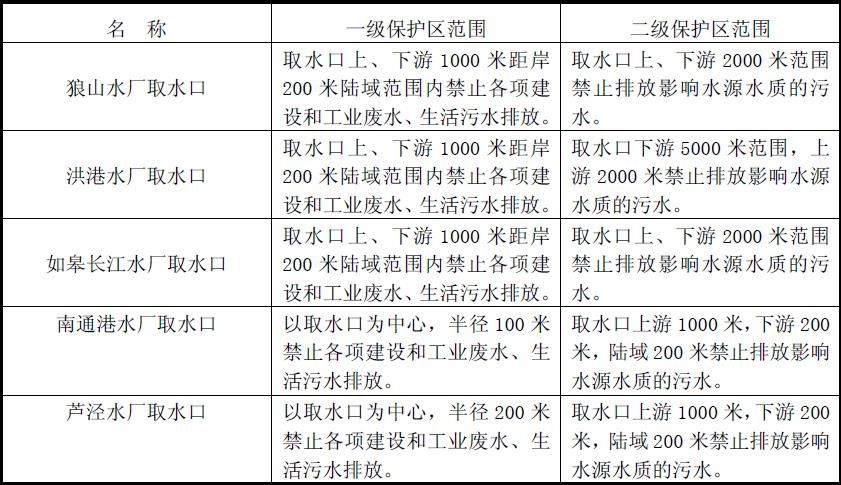 名 称
一级保护区范围
二级保护区范围
狼山水厂取水口
取水口上、下游1000 米距岸
200 米陆域范围内禁止各项建
设和工业废水、生活污水排放。
取水口上、下游 2000 米范围
禁止排放影响水源水质的污
水。
洪港水厂取水口
取水口上、下游1000 米距岸
200 米陆域范围内禁止各项建
设和工业废水、生活污水排放。
取水口下游 5000 米范围，上
游 2000 米禁止排放影响水源
水质的污水。
如皋长江水厂取水口
取水口上、下游1000 米距岸
200 米陆域范围内禁止各项建
设和工业废水、生活污水排放。
取水口上、下游 2000 米范围
禁止排放影响水源水质的污
水。
南通港水厂取水口
以取水口为中心，半径 100 米
禁止各项建设和工业废水、生
活污水排放。
取水口上游 1000 米，下游 200
米，陆域 200 米禁止排放影响
水源水质的污水。
芦泾水厂取水口
以取水口为中心，半径 200 米
禁止各项建设和工业废水、生
活污水排放。
取水口上游 1000 米，下游 200
米，陆域 200 米禁止排放影响
水源水质的污水。